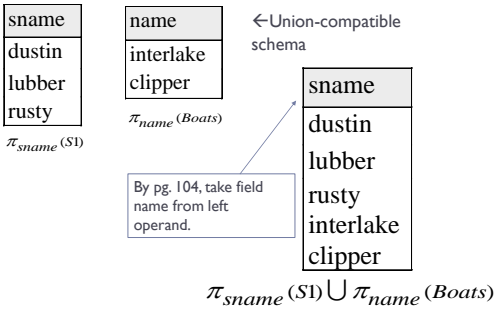 sname
dustin
lubber
rusty
π_sname (S1)
name
interlake
clipper
π_name (Boats)
←Union-compatible
schema
By pg. 104, take field
name from left
operand.
sname
dustin
lubber
rusty
interlake
clipper
π_sname (S1) ∪ π_name (Boats)